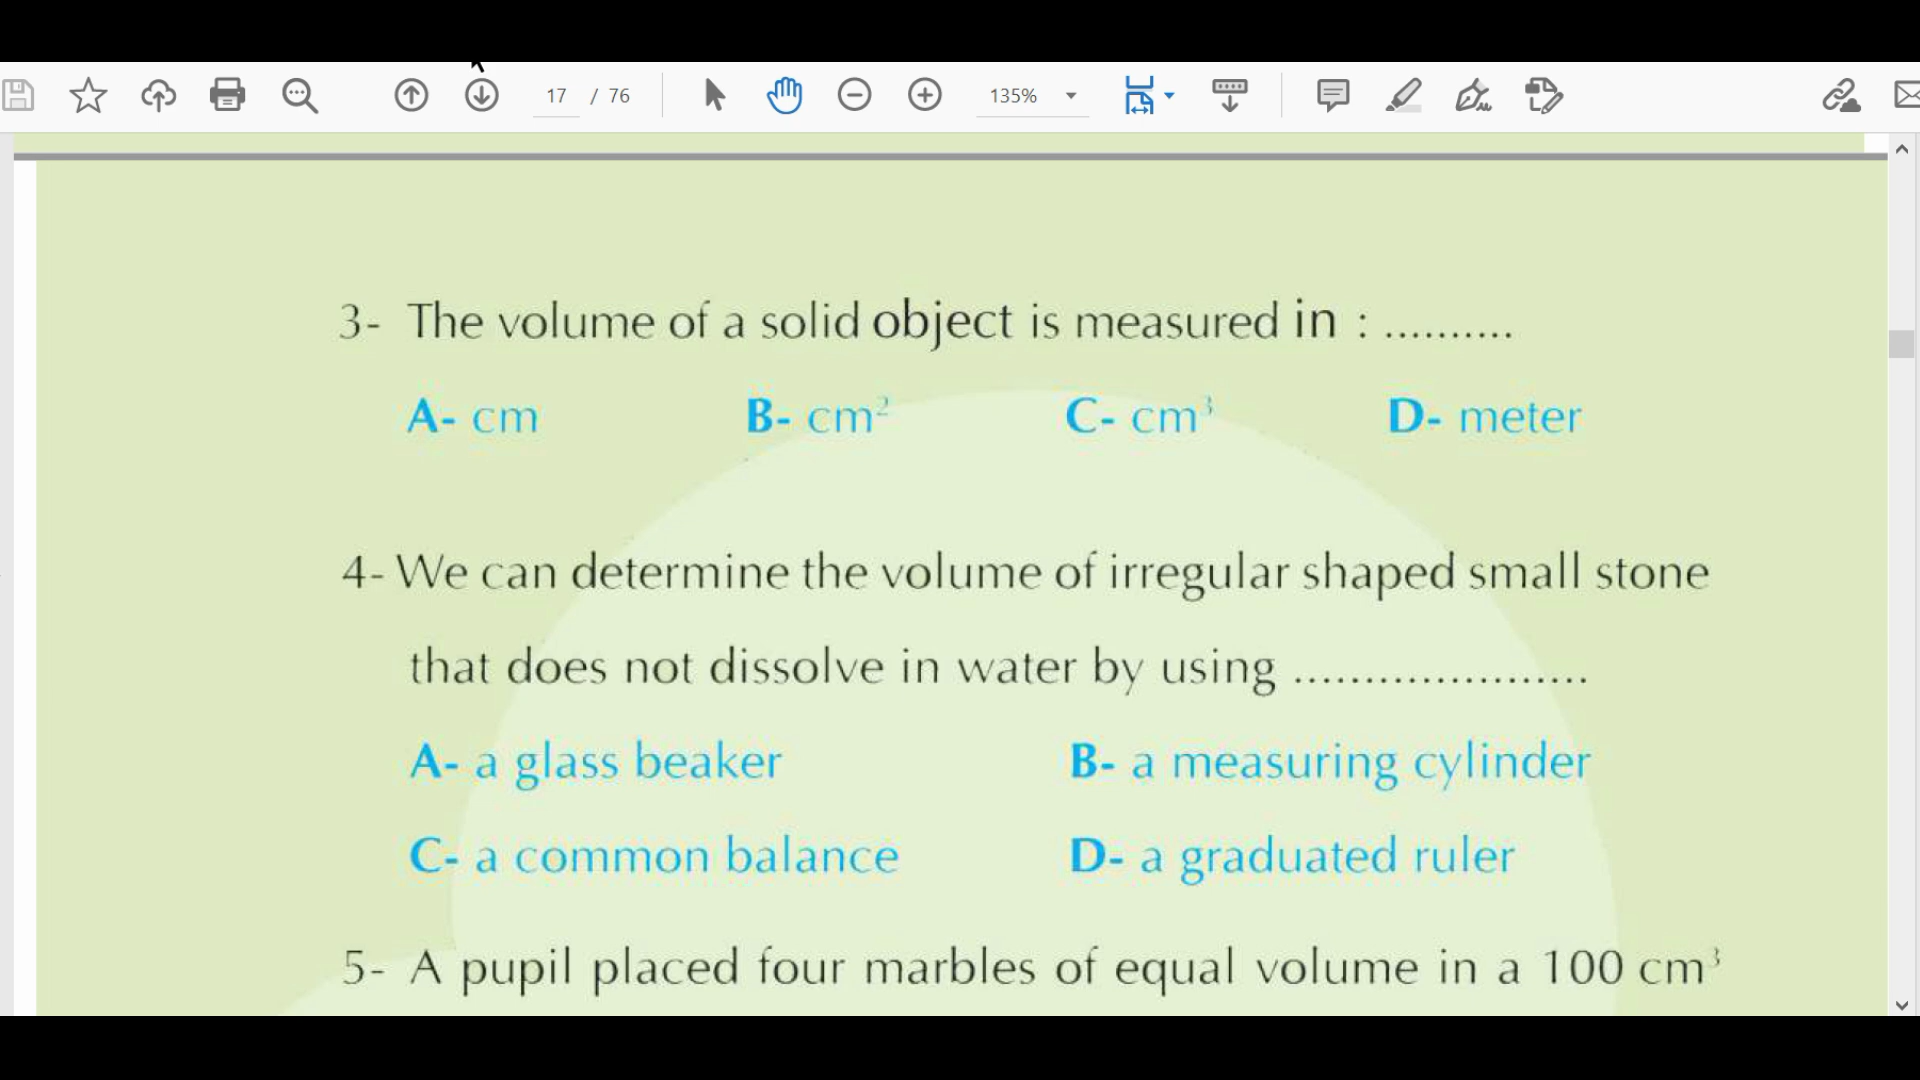 17 / 76
135%
3- The volume of a solid object is measured in : ..........
A- cm B- cm² C- cm³ D- meter
4- We can determine the volume of irregular shaped small stone
that does not dissolve in water by using .....................
A- a glass beaker B- a measuring cylinder
C- a common balance D- a graduated ruler
5- A pupil placed four marbles of equal volume in a 100 cm³